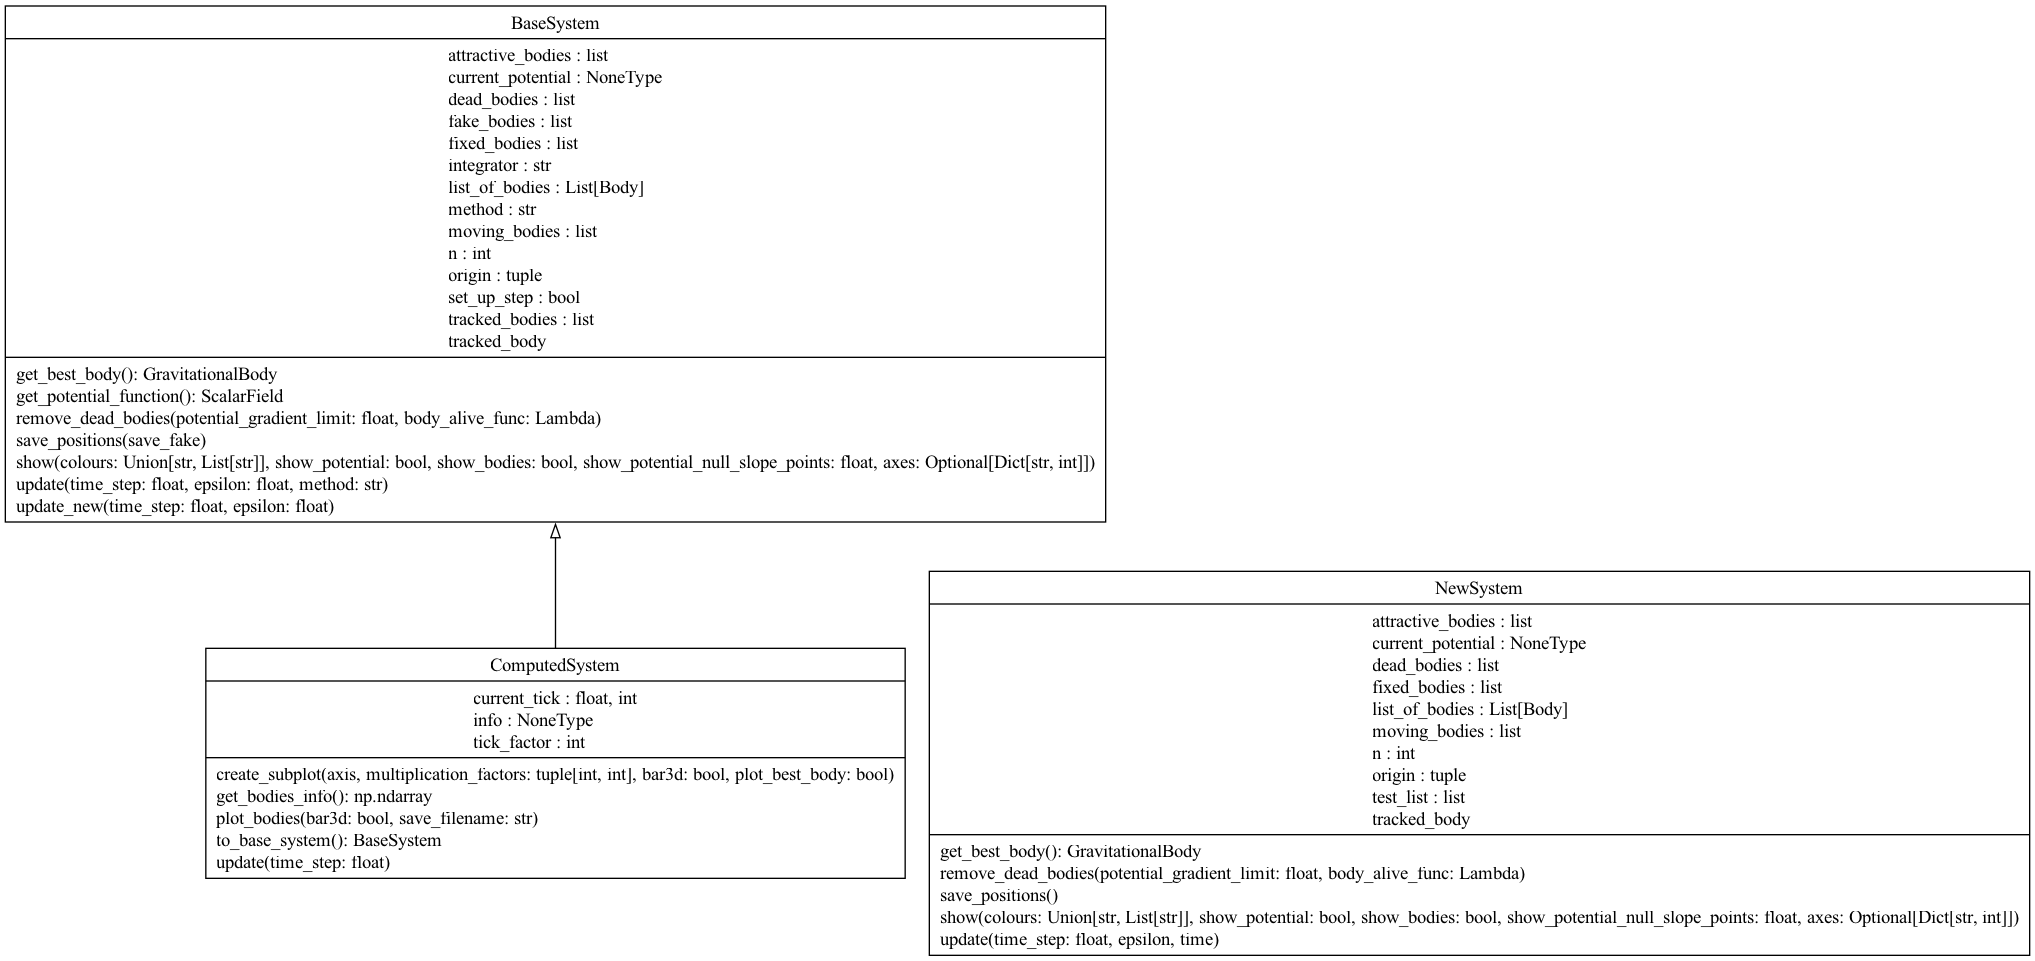 BaseSystem
attractive_bodies : list
current_potential : NoneType
dead_bodies : list
fake_bodies : list
fixed_bodies : list
integrator : str
list_of_bodies : List[Body]
method : str
moving_bodies : list
n : int
origin : tuple
set_up_step : bool
tracked_bodies : list
tracked_body
get_best_body(): GravitationalBody
get_potential_function(): ScalarField
remove_dead_bodies(potential_gradient_limit: float, body_alive_func: Lambda)
save_positions(save_fake)
show(colours: Union[str, List[str]], show_potential: bool, show_bodies: bool, show_potential_null_slope_points: float, axes: Optional[Dict[str, int]])
update(time_step: float, epsilon: float, method: str)
update_new(time_step: float, epsilon: float)
ComputedSystem
current_tick : float, int
info : NoneType
tick_factor : int
create_subplot(axis, multiplication_factors: tuple[int, int], bar3d: bool, plot_best_body: bool)
get_bodies_info(): np.ndarray
plot_bodies(bar3d: bool, save_filename: str)
to_base_system(): BaseSystem
update(time_step: float)
NewSystem
attractive_bodies : list
current_potential : NoneType
dead_bodies : list
fixed_bodies : list
list_of_bodies : List[Body]
moving_bodies : list
n : int
origin : tuple
test_list : list
tracked_body
get_best_body(): GravitationalBody
remove_dead_bodies(potential_gradient_limit: float, body_alive_func: Lambda)
save_positions()
show(colours: Union[str, List[str]], show_potential: bool, show_bodies: bool, show_potential_null_slope_points: float, axes: Optional[Dict[str, int]])
update(time_step: float, epsilon, time)